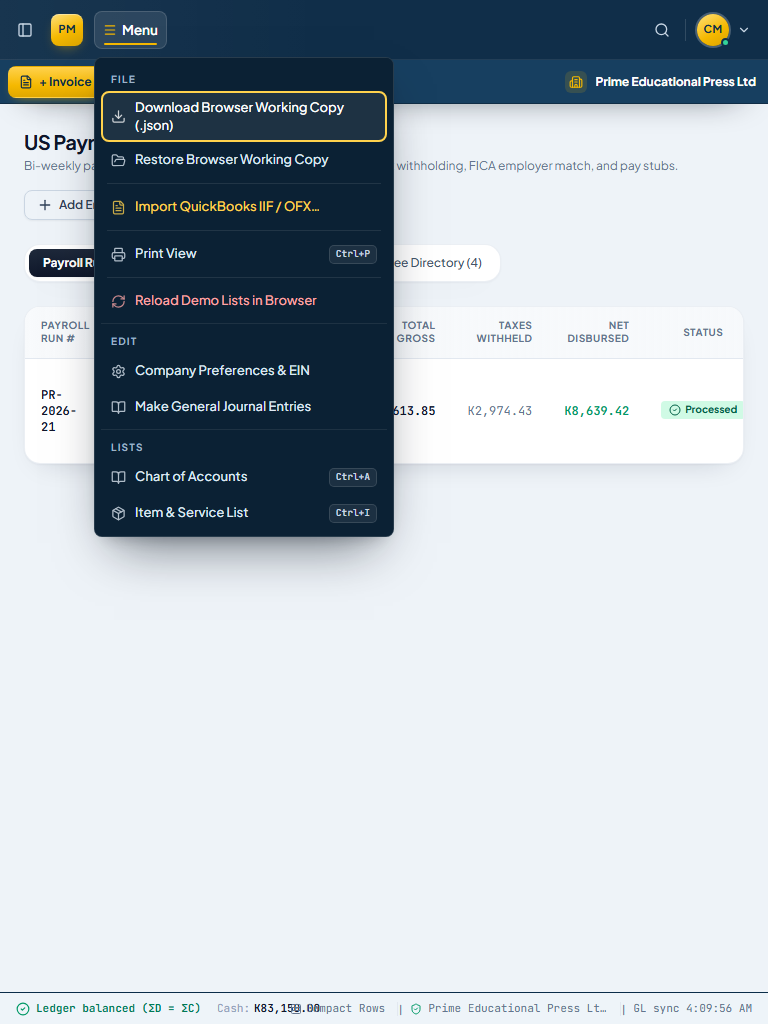 PM
Menu
CM
+ Invoice
Prime Educational Press Ltd
FILE
Download Browser Working Copy
(.json)
Restore Browser Working Copy
Import QuickBooks IIF / OFX...
Print View Ctrl+P
Reload Demo Lists in Browser
EDIT
Company Preferences & EIN
Make General Journal Entries
LISTS
Chart of Accounts Ctrl+A
Item & Service List Ctrl+I
US
Bi-weekly withholding, FICA employer match, and pay stubs.
Add
Payroll Directory (4)
PAYROLL
RUN #
TOTAL
GROSS
TAXES
WITHHELD
NET
DISBURSED
STATUS
PR-
2026-
21
613.85
K2,974.43
K8,639.42
Processed
Ledger balanced (ΣD = ΣC)
Cash:
Rows
| Prime Educational Press Lt…
| GL sync 4:09:56 AM